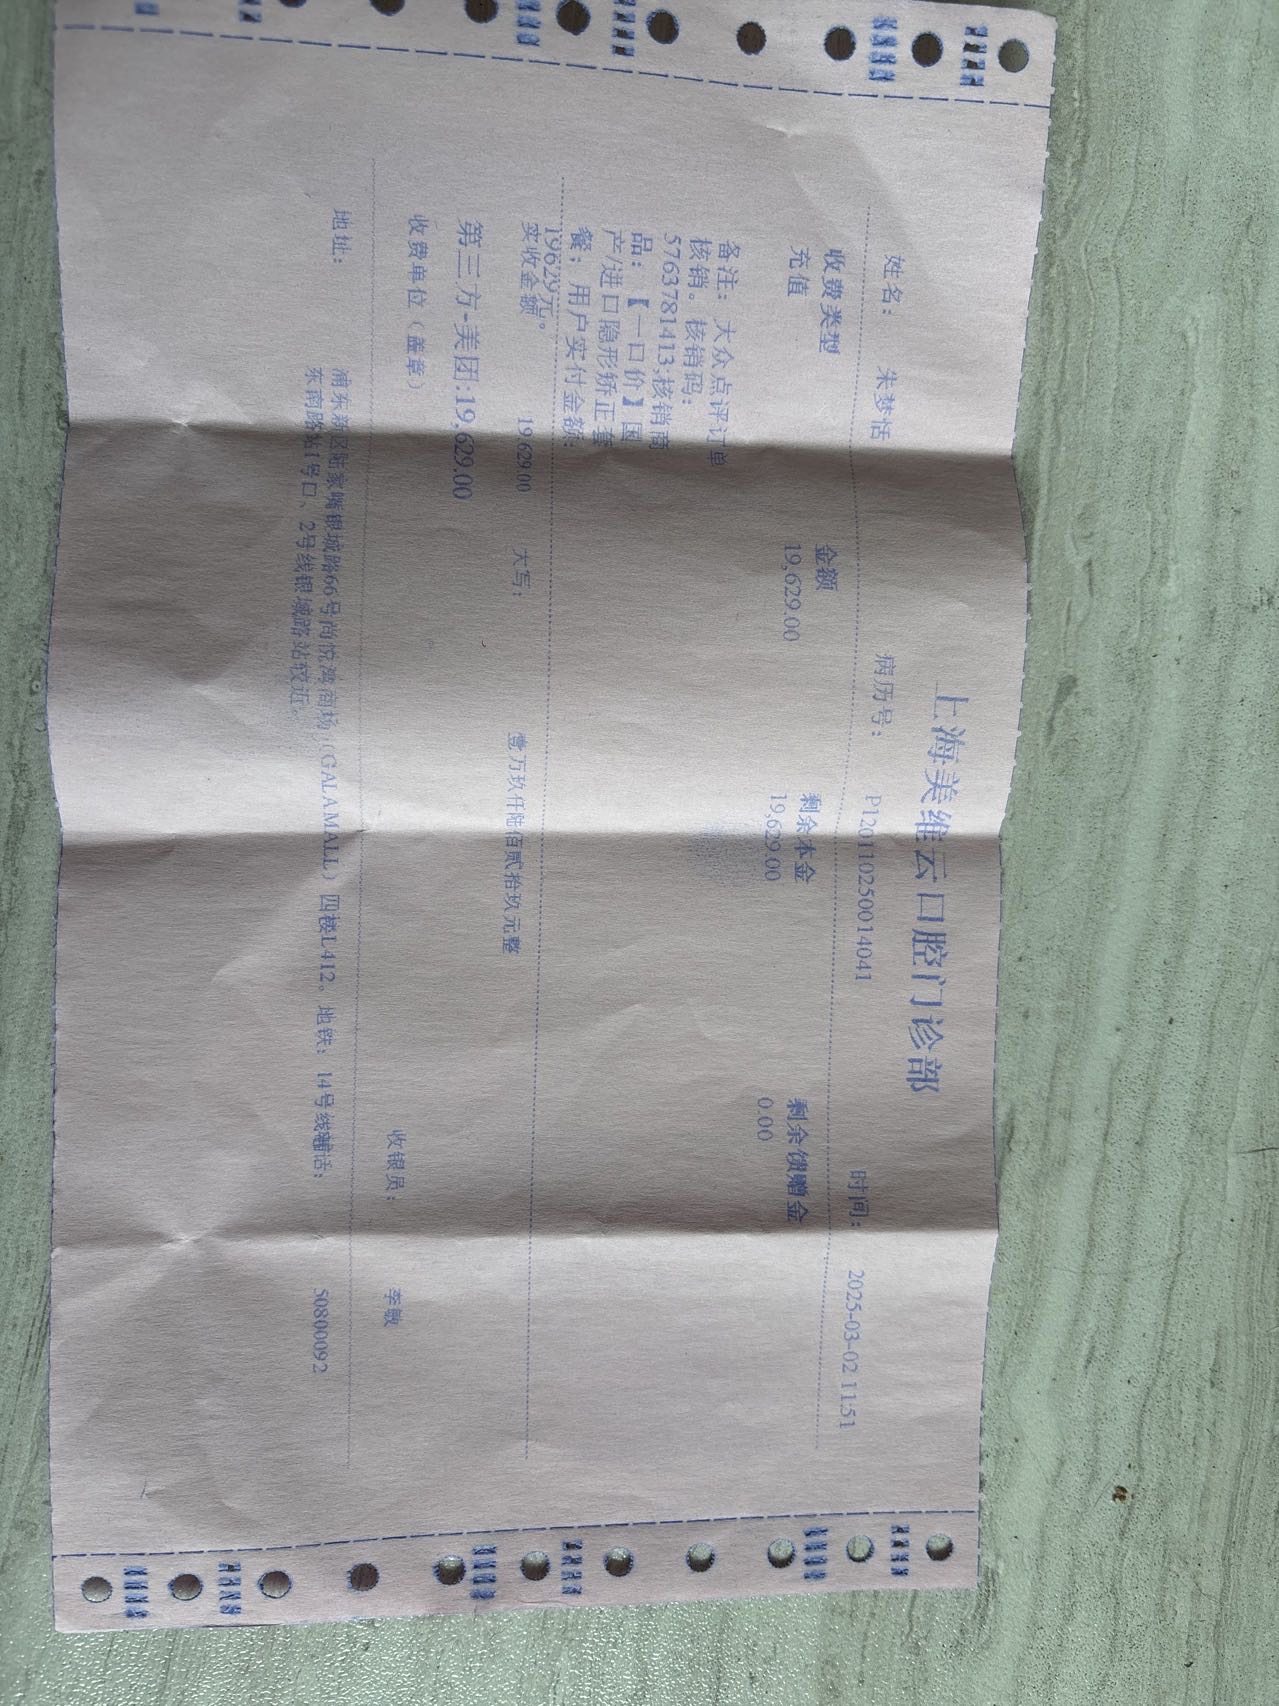 上海美维云口腔门诊部
姓名： 朱梦恬 病历号： P1201102500014041 时间： 2025-03-02 11:51
收费类型 金额 剩余本金 剩余馈赠金
充值 19,629.00 19,629.00 0.00
备注：大众点评订单
核销。核销码：
5763781413;核销商
品：【一口价】国
产/进口隐形矫正套
餐；用户实付金额：
19629元。
实收金额 19,629.00 大写： 壹万玖仟陆佰贰拾玖元整
第三方-美团:19,629.00
收费单位（盖章） 收银员： 李敏
地址： 浦东新区陆家嘴银城路66号尚悦湾商场（GALAMALL）四楼L412。地铁：14号线 电话： 50800092
东南路站1号口、2号线银城路站较近。